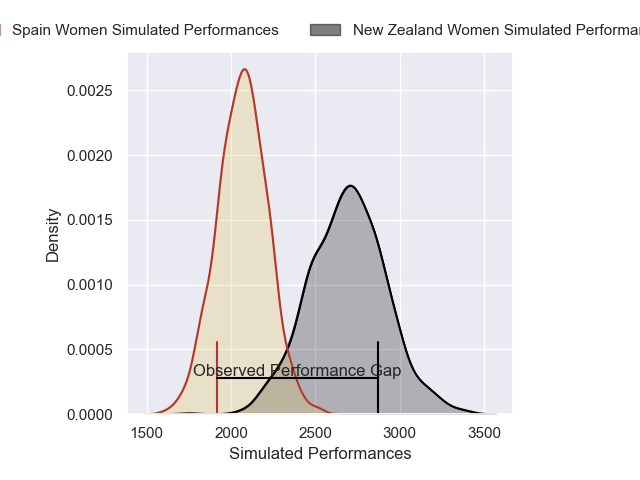 Spain Women Simulated Performances
New Zealand Women Simulated
Density
0.0025
0.0020
0.0015
0.0010
0.0005
0.0000
Observed Performance Gap
1500 2000 2500 3000 3500
Simulated Performances